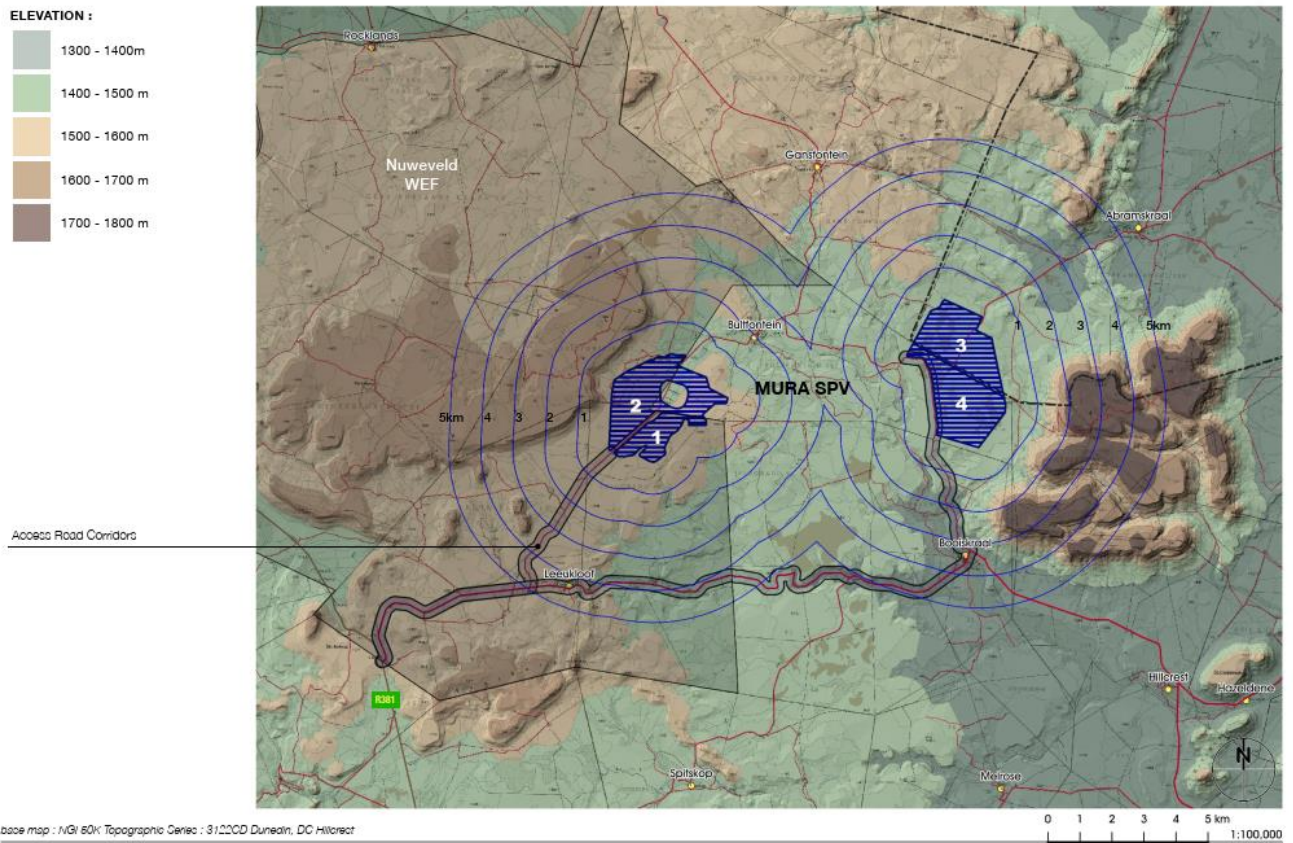 ELEVATION :
1300 - 1400m
1400 - 1500 m
1500 - 1600 m
1600 - 1700 m
1700 - 1800 m
Rocklands
Nuweveld
WEF
Gansfontein
Abramskraal
Bultfontein
MURA SPV
1 2 3 4 5km
3
4
2
1
5km 4 3 2 1
Access Road Corridors
Leeukloof
Booiskraal
R381
Hillcrest
Hazeldene
Spitskop
Melrose
N
base map : NGI 50K Topographic Series : 3122CD Dunedin, DC Hillcrest
0 1 2 3 4 5 km
1:100,000